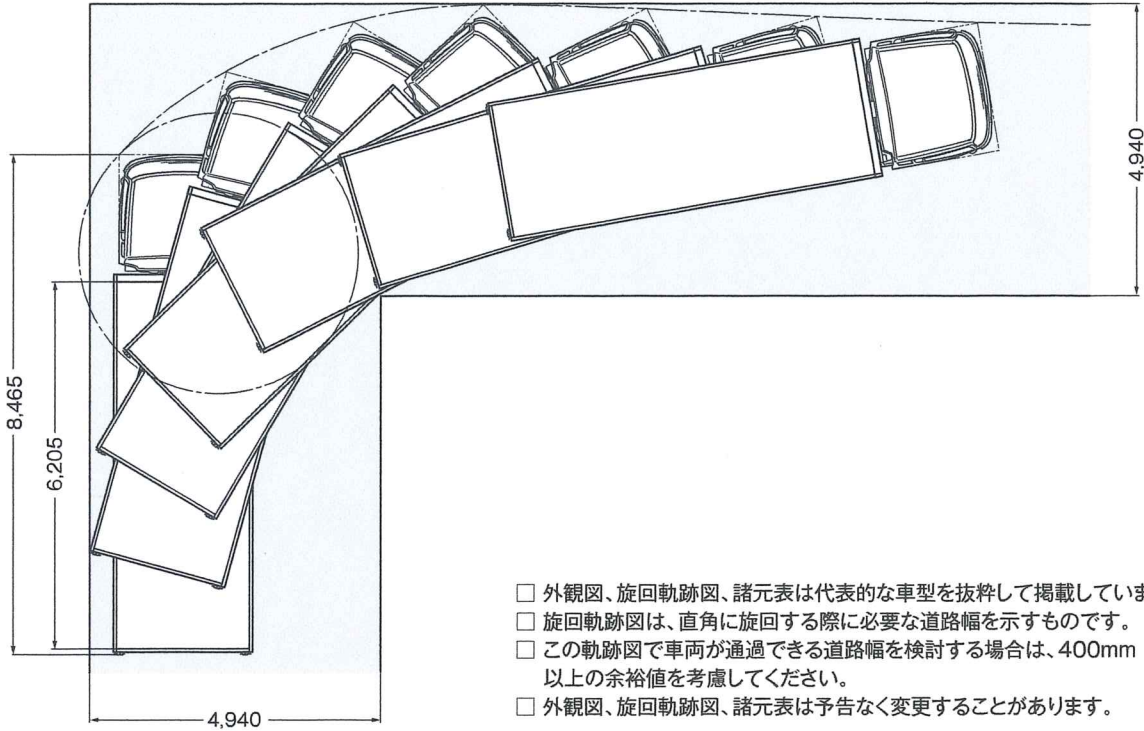 4,940
8,465
6,205
4,940
□ 外観図、旋回軌跡図、諸元表は代表的な車型を抜粋して掲載していま
□ 旋回軌跡図は、直角に旋回する際に必要な道路幅を示すものです。
□ この軌跡図で車両が通過できる道路幅を検討する場合は、400mm
以上の余裕値を考慮してください。
□ 外観図、旋回軌跡図、諸元表は予告なく変更することがあります。